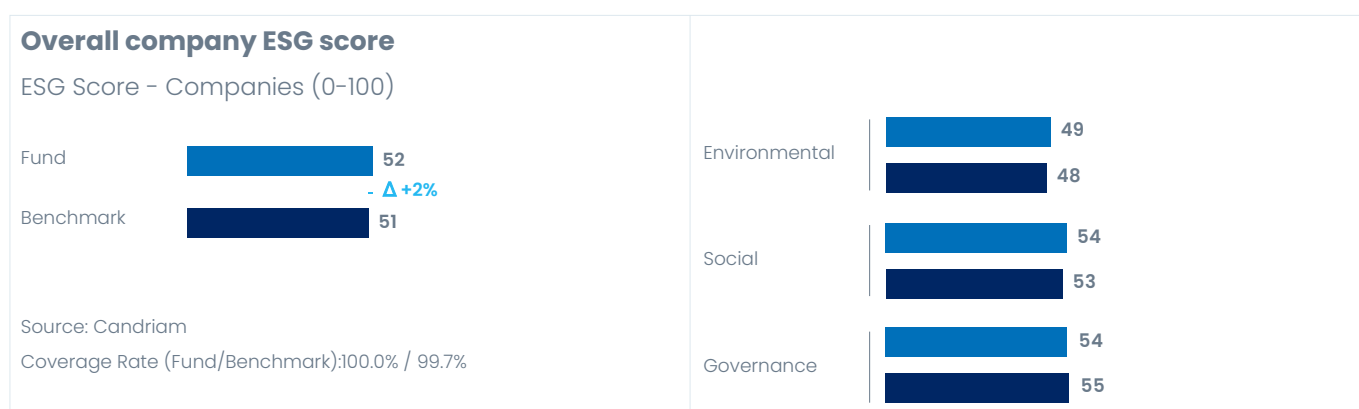 Overall company ESG score
ESG Score - Companies (0-100)
Fund
52
Δ +2%
Benchmark
51
Source: Candriam
Coverage Rate (Fund/Benchmark):100.0% / 99.7%
Environmental
49
48
Social
54
53
Governance
54
55